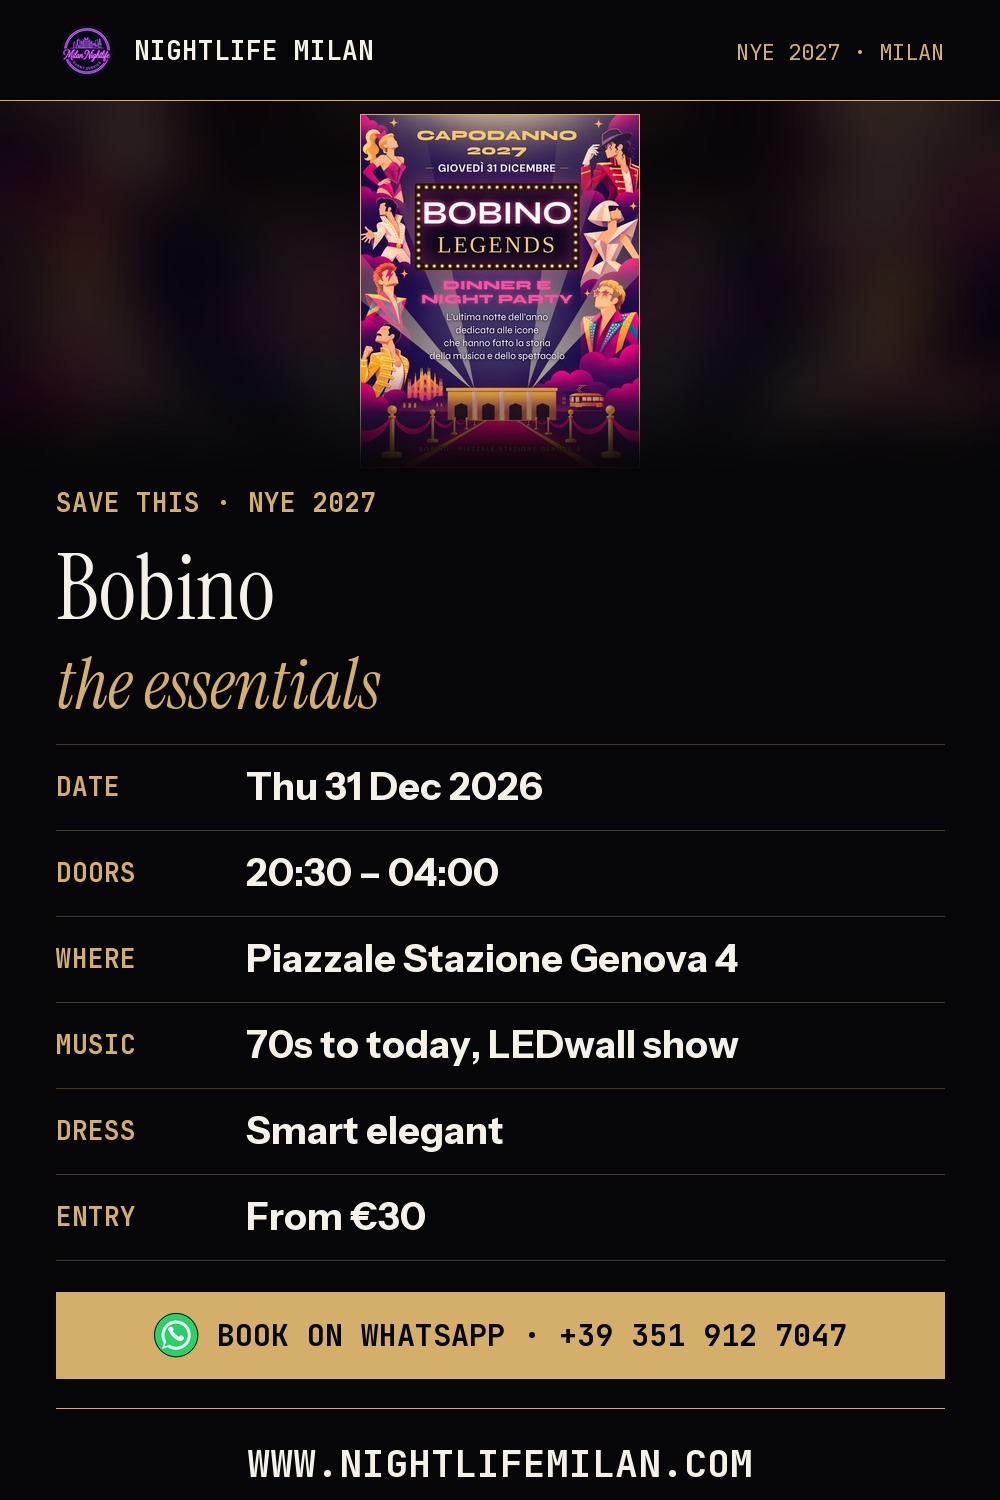 Milan Nightlife
NIGHTLIFE MILAN
NYE 2027 · MILAN
CAPODANNO
2027
GIOVEDÌ 31 DICEMBRE
BOBINO
LEGENDS
DINNER E
NIGHT PARTY
L'ultima notte dell'anno
dedicata alle icone
che hanno fatto la storia
della musica e dello spettacolo
SAVE THIS · NYE 2027
Bobino
the essentials
DATE Thu 31 Dec 2026
DOORS 20:30 – 04:00
WHERE Piazzale Stazione Genova 4
MUSIC 70s to today, LEDwall show
DRESS Smart elegant
ENTRY From €30
BOOK ON WHATSAPP · +39 351 912 7047
WWW.NIGHTLIFEMILAN.COM